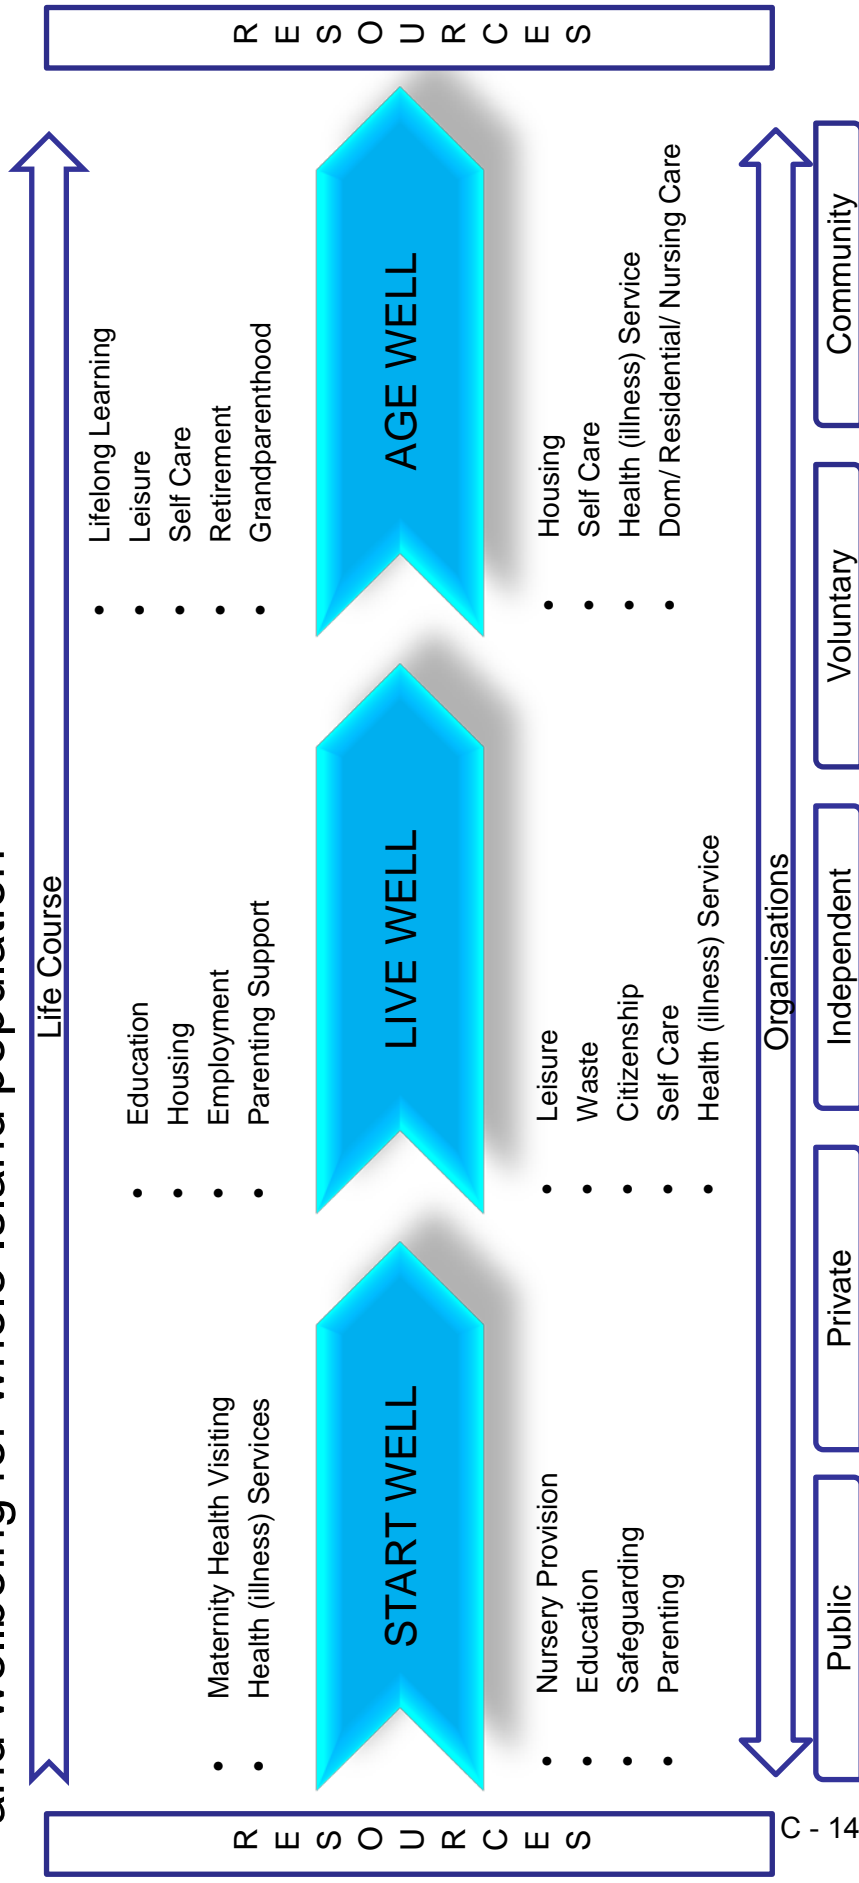 and wellbeing for whole Island population
Life Course
R E S O U R C E S
Maternity Health Visiting
Health (illness) Services
Education
Housing
Employment
Parenting Support
Lifelong Learning
Leisure
Self Care
Retirement
Grandparenthood
START WELL
LIVE WELL
AGE WELL
Nursery Provision
Education
Safeguarding
Parenting
Leisure
Waste
Citizenship
Self Care
Health (illness) Service
Housing
Self Care
Health (illness) Service
Dom/ Residential/ Nursing Care
R E S O U R C E S
Organisations
Public
Private
Independent
Voluntary
Community
C - 14